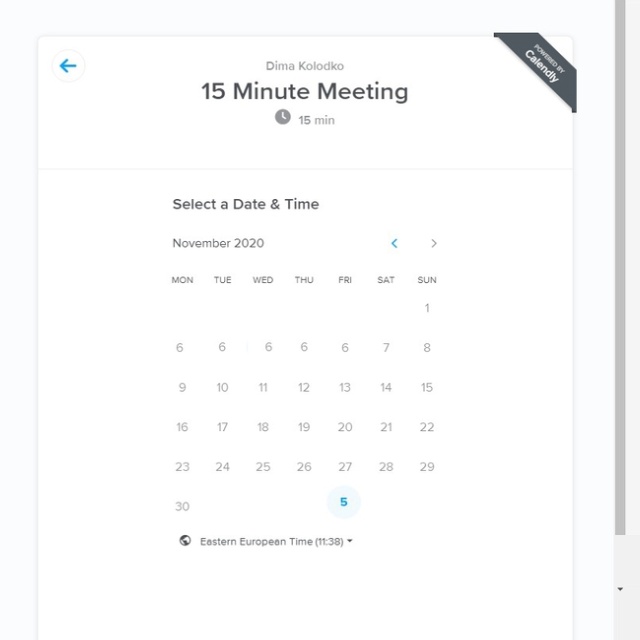 POWERED BY
Calendly
Dima Kolodko
15 Minute Meeting
15 min
Select a Date & Time
November 2020
MON TUE WED THU FRI SAT SUN
1
6 6 6 6 6 7 8
9 10 11 12 13 14 15
16 17 18 19 20 21 22
23 24 25 26 27 28 29
30 5
Eastern European Time (11:38)